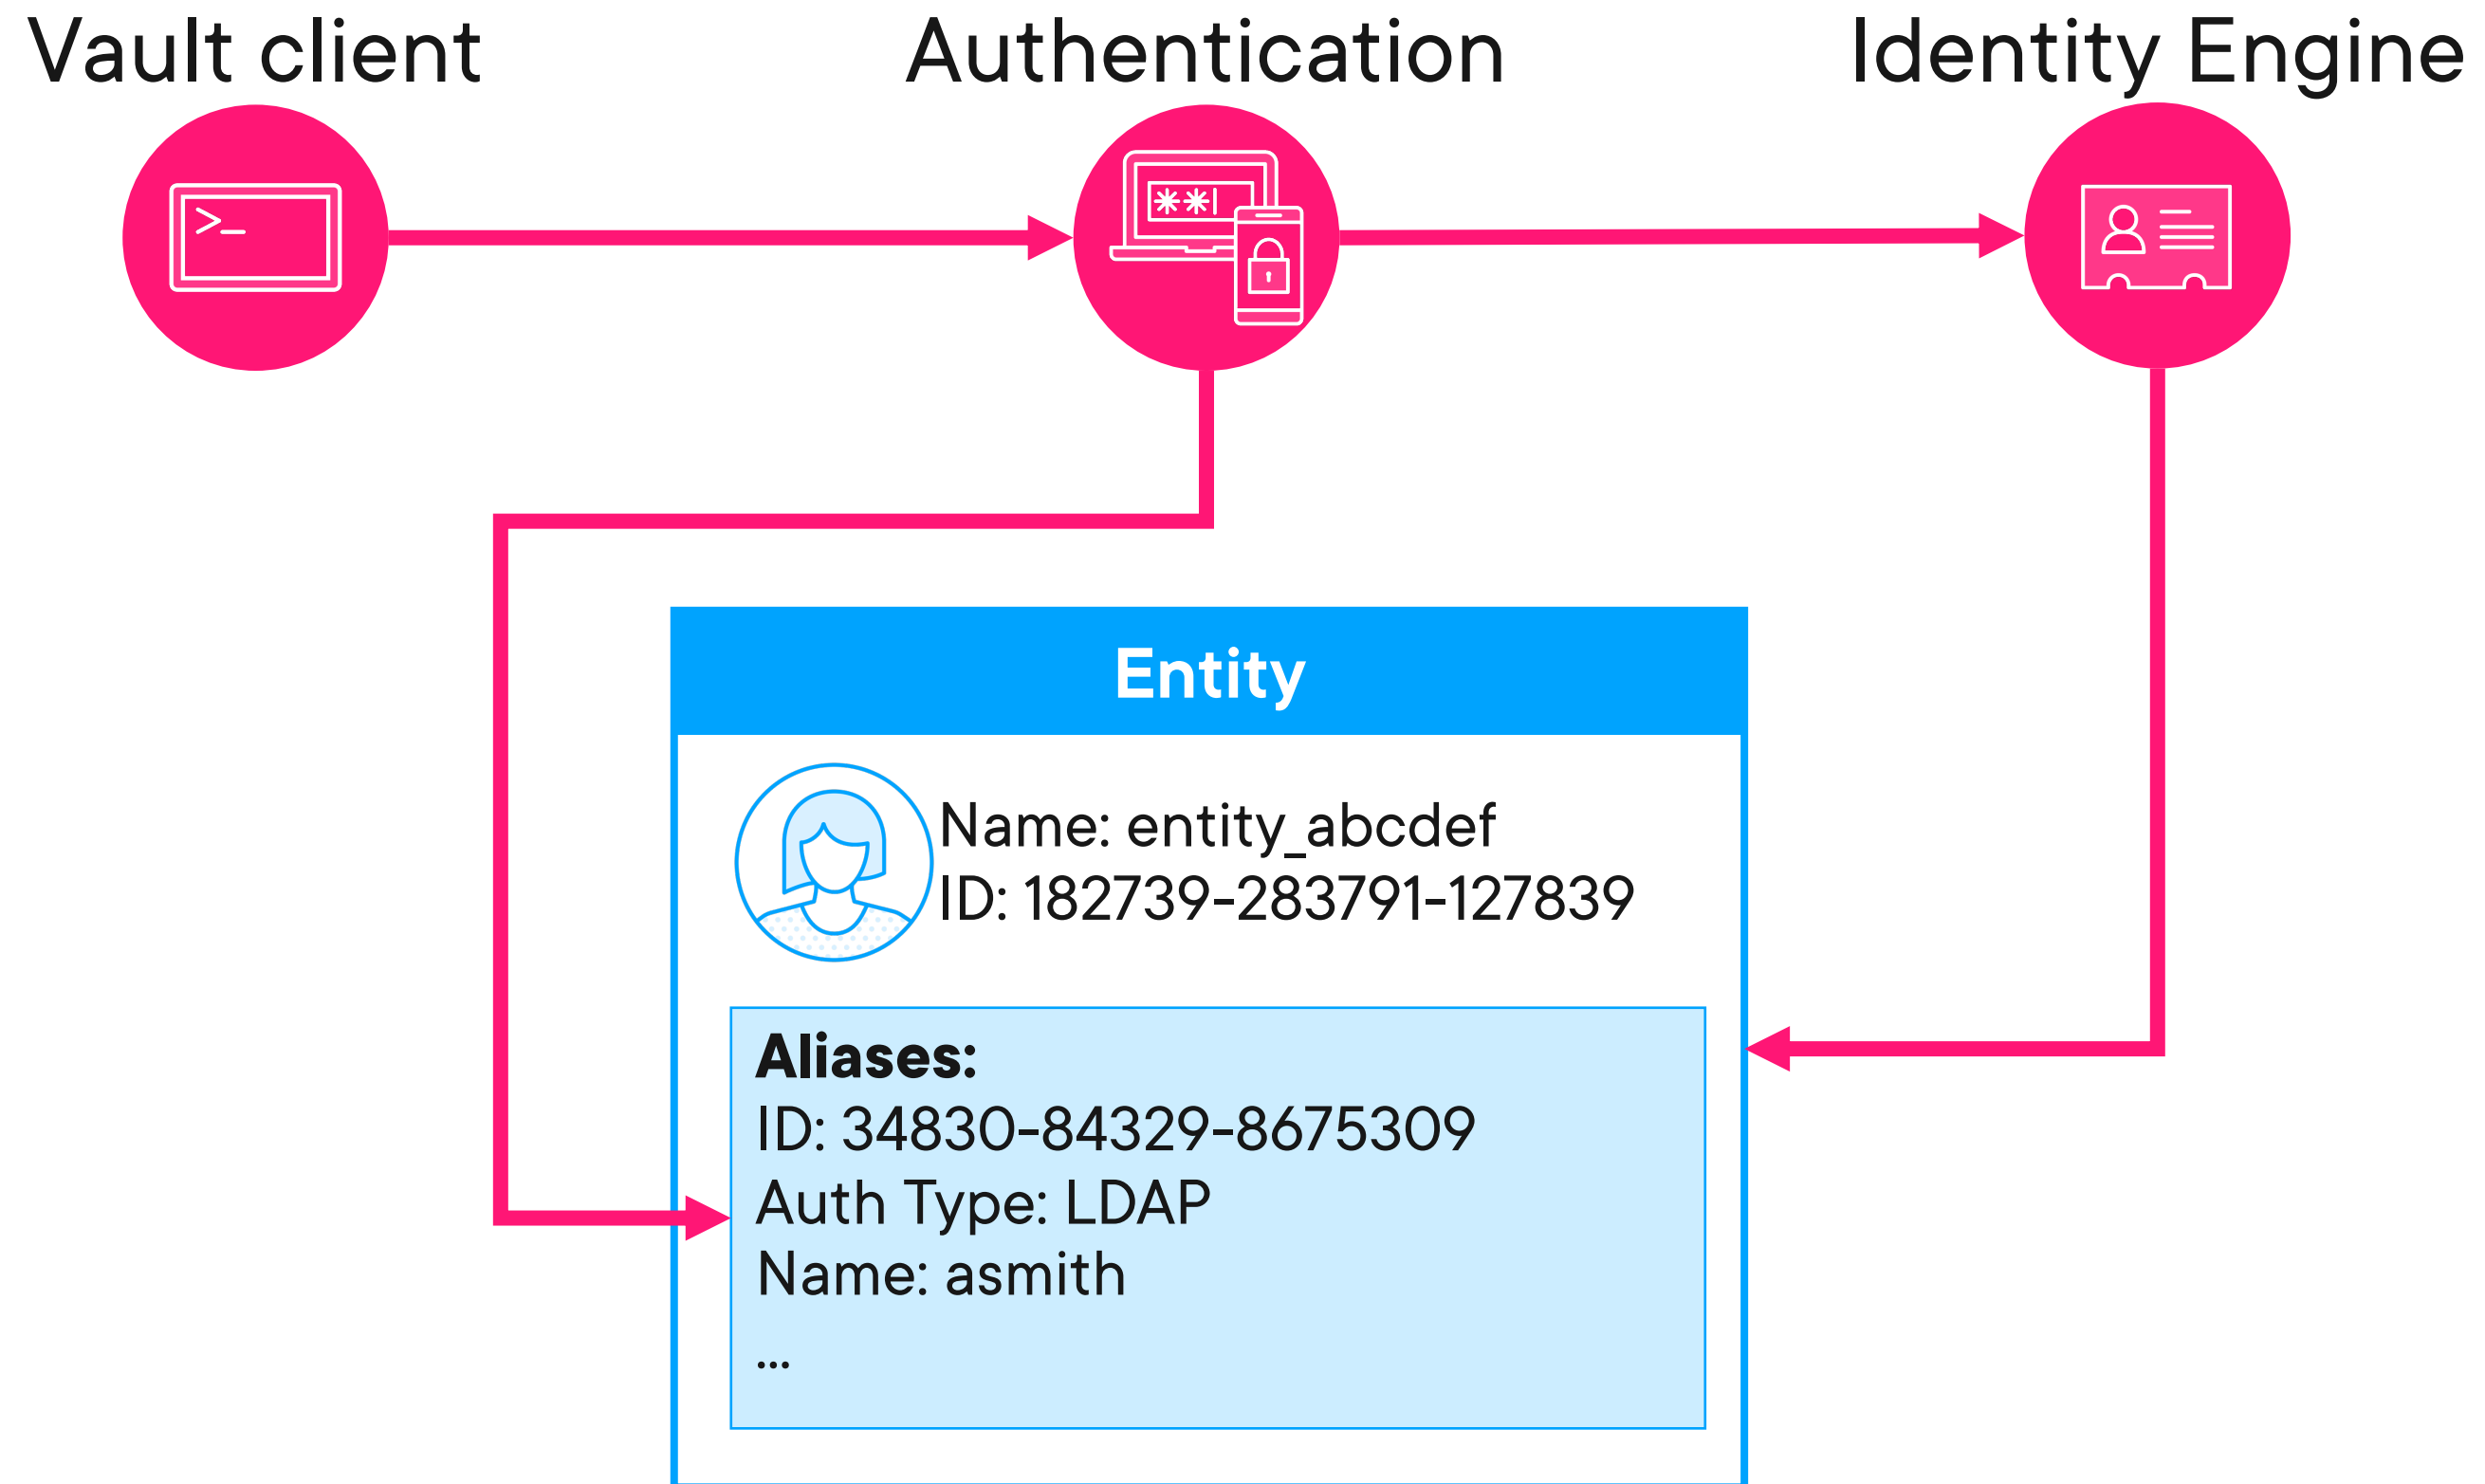 Vault client
Authentication
Identity Engine
**|
>_
Entity
Name: entity_abcdef
ID: 182739-283791-127839
Aliases:
ID: 34830-84329-8675309
Auth Type: LDAP
Name: asmith
...